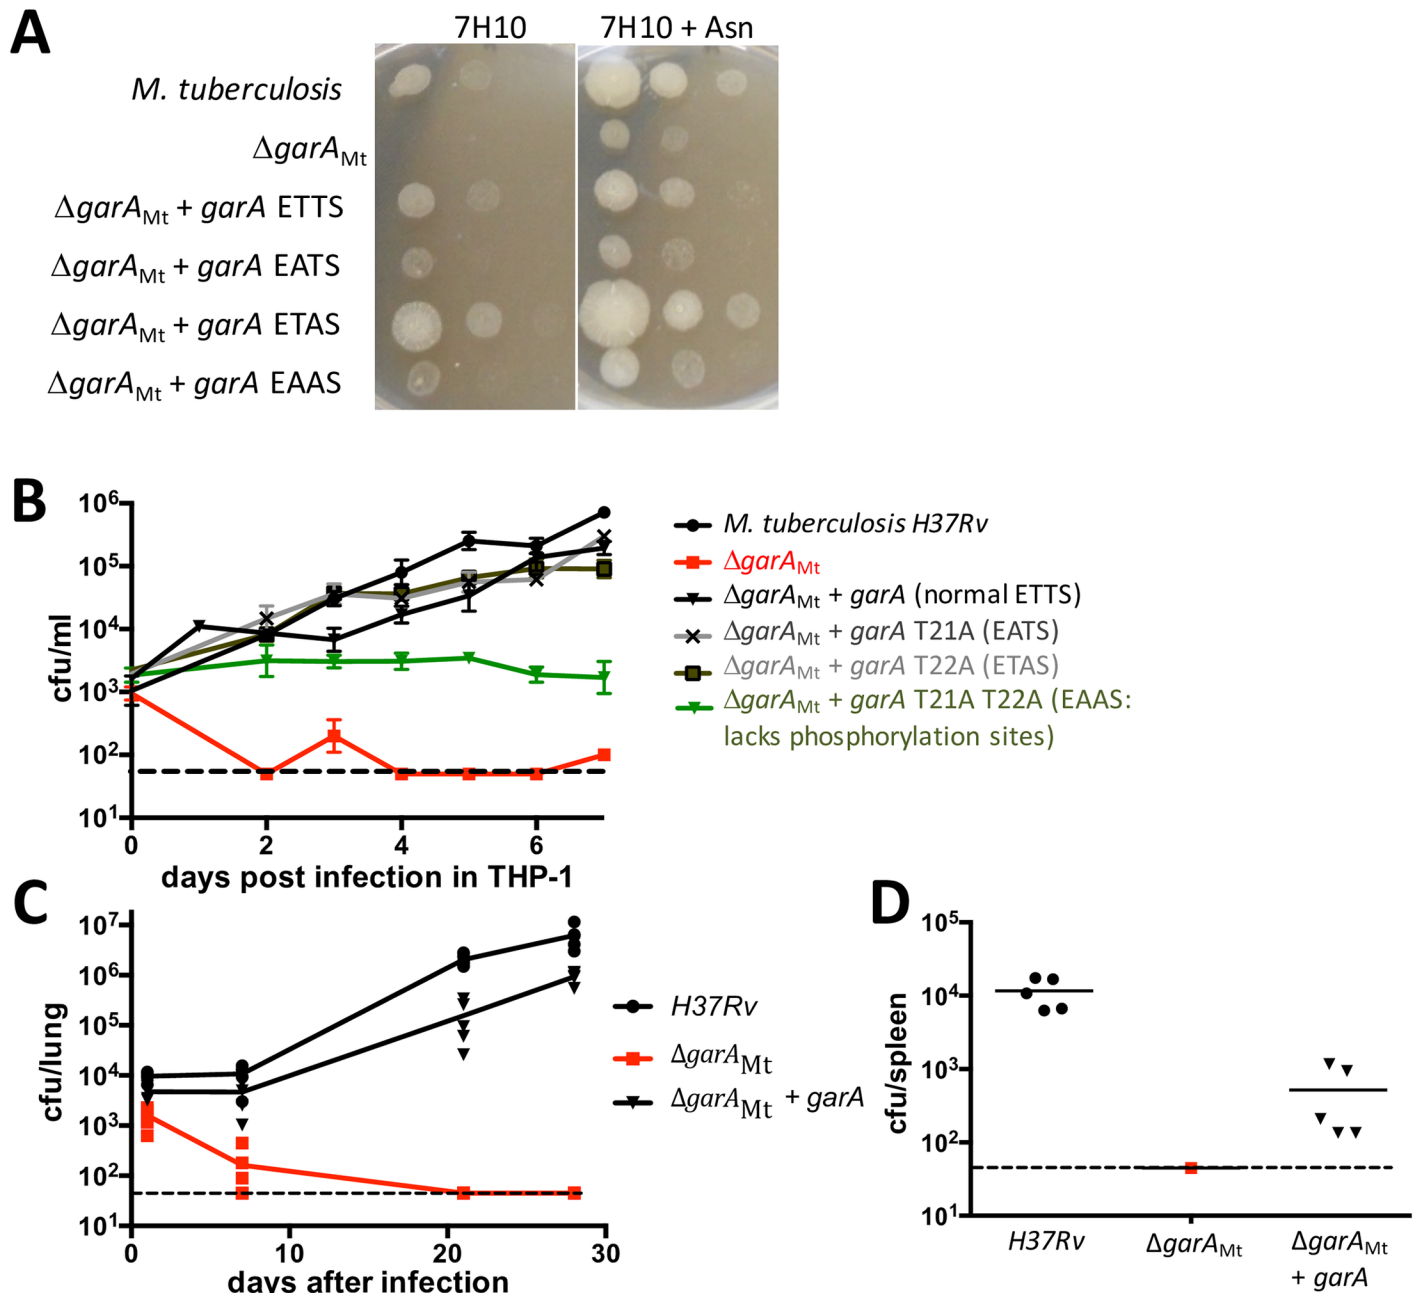 A
7H10 7H10 + Asn
M. tuberculosis
ΔgarAMt
ΔgarAMt + garA ETTS
ΔgarAMt + garA EATS
ΔgarAMt + garA ETAS
ΔgarAMt + garA EAAS
B
cfu/ml
10⁶
10⁵
10⁴
10³
10²
10¹
0 2 4 6
days post infection in THP-1
M. tuberculosis H37Rv
ΔgarAMt
ΔgarAMt + garA (normal ETTS)
ΔgarAMt + garA T21A (EATS)
ΔgarAMt + garA T22A (ETAS)
ΔgarAMt + garA T21A T22A (EAAS:
lacks phosphorylation sites)
C
cfu/lung
10⁷
10⁶
10⁵
10⁴
10³
10²
10¹
0 10 20 30
days after infection
H37Rv
ΔgarAMt
ΔgarAMt + garA
D
cfu/spleen
10⁵
10⁴
10³
10²
10¹
H37Rv ΔgarAMt ΔgarAMt
+ garA